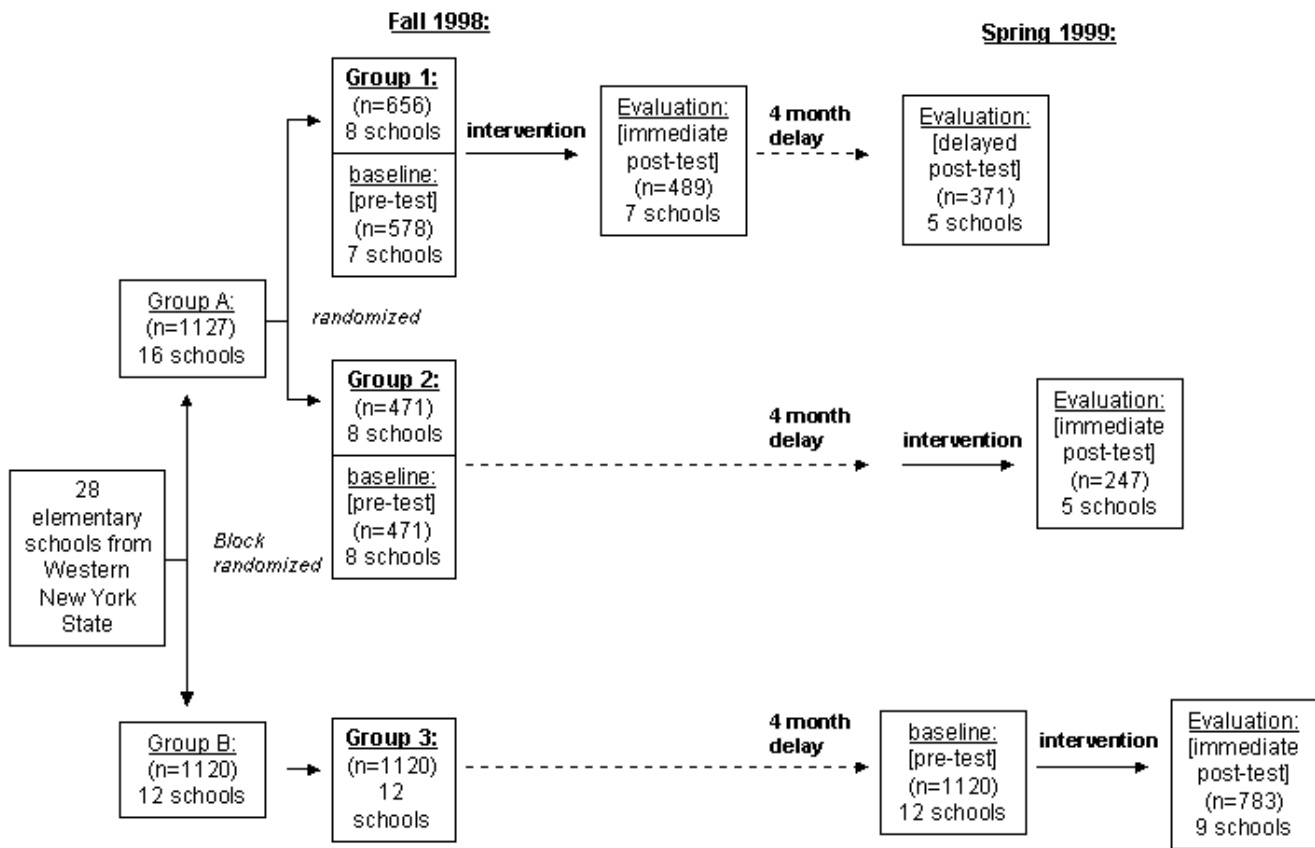 Fall 1998:
Spring 1999:
Group 1:
(n=656)
8 schools
baseline:
[pre-test]
(n=578)
7 schools
intervention
Evaluation:
[immediate
post-test]
(n=489)
7 schools
4 month
delay
Evaluation:
[delayed
post-test]
(n=371)
5 schools
Group A:
(n=1127)
16 schools
randomized
Group 2:
(n=471)
8 schools
baseline:
[pre-test]
(n=471)
8 schools
4 month
delay
intervention
Evaluation:
[immediate
post-test]
(n=247)
5 schools
28
elementary
schools from
Western
New York
State
Block
randomized
Group B:
(n=1120)
12 schools
Group 3:
(n=1120)
12
schools
4 month
delay
baseline:
[pre-test]
(n=1120)
12 schools
intervention
Evaluation:
[immediate
post-test]
(n=783)
9 schools